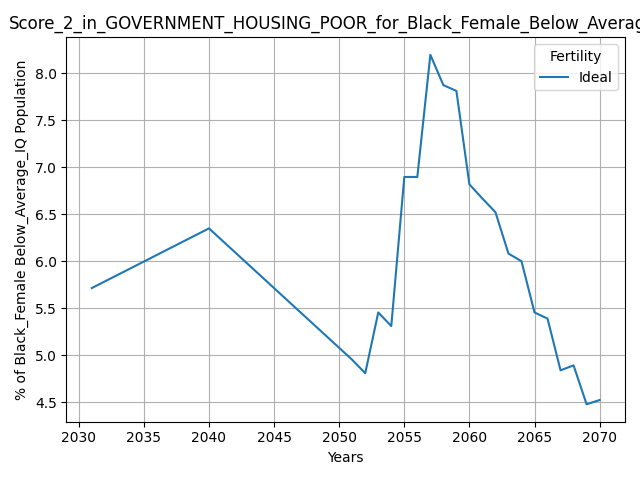 Score_2_in_GOVERNMENT_HOUSING_POOR_for_Black_Female_Below_Averag
Fertility
Ideal
% of Black_Female Below_Average_IQ Population
8.0
7.5
7.0
6.5
6.0
5.5
5.0
4.5
2030 2035 2040 2045 2050 2055 2060 2065 2070
Years